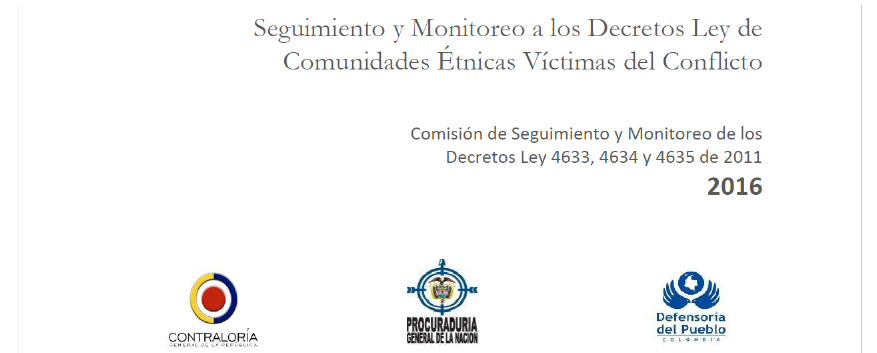 Seguimiento y Monitoreo a los Decretos Ley de
Comunidades Étnicas Víctimas del Conflicto
Comisión de Seguimiento y Monitoreo de los
Decretos Ley 4633, 4634 y 4635 de 2011
2016
CONTRALORÍA
GENERAL DE LA REPÚBLICA
PROCURADURIA
GENERAL DE LA NACION
Defensoría
del Pueblo
COLOMBIA